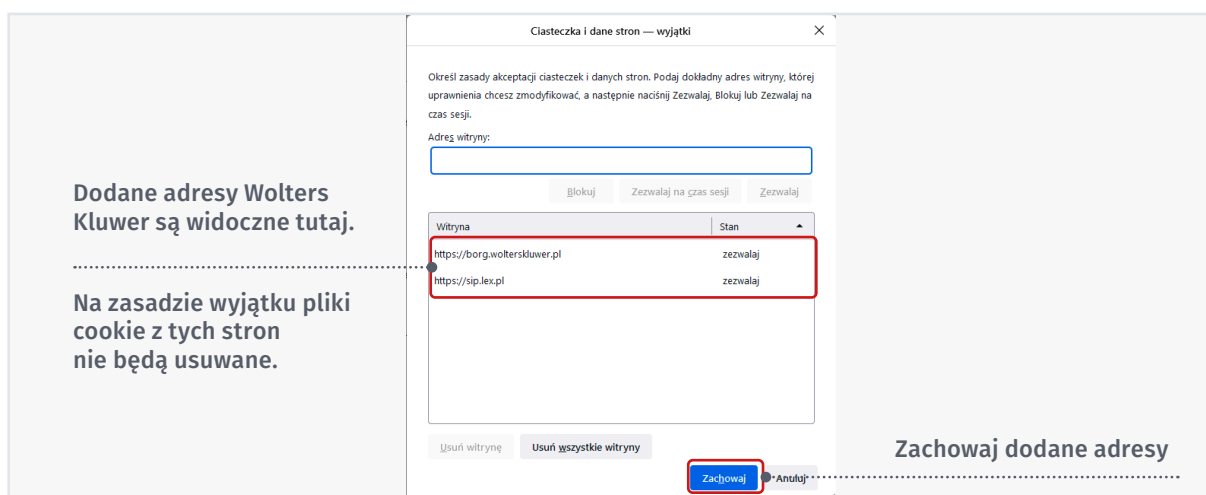 Ciasteczka i dane stron — wyjątki
Określ zasady akceptacji ciasteczek i danych stron. Podaj dokładny adres witryny, której
uprawnienia chcesz zmodyfikować, a następnie naciśnij Zezwalaj, Blokuj lub Zezwalaj na
czas sesji.
Adres witryny:
Blokuj Zezwalaj na czas sesji Zezwalaj
Dodane adresy Wolters
Kluwer są widoczne tutaj.
Witryna Stan
https://borg.wolterskluwer.pl zezwalaj
https://sip.lex.pl zezwalaj
Na zasadzie wyjątku pliki
cookie z tych stron
nie będą usuwane.
Usuń witrynę Usuń wszystkie witryny
Zachowaj dodane adresy
Zachowaj Anuluj